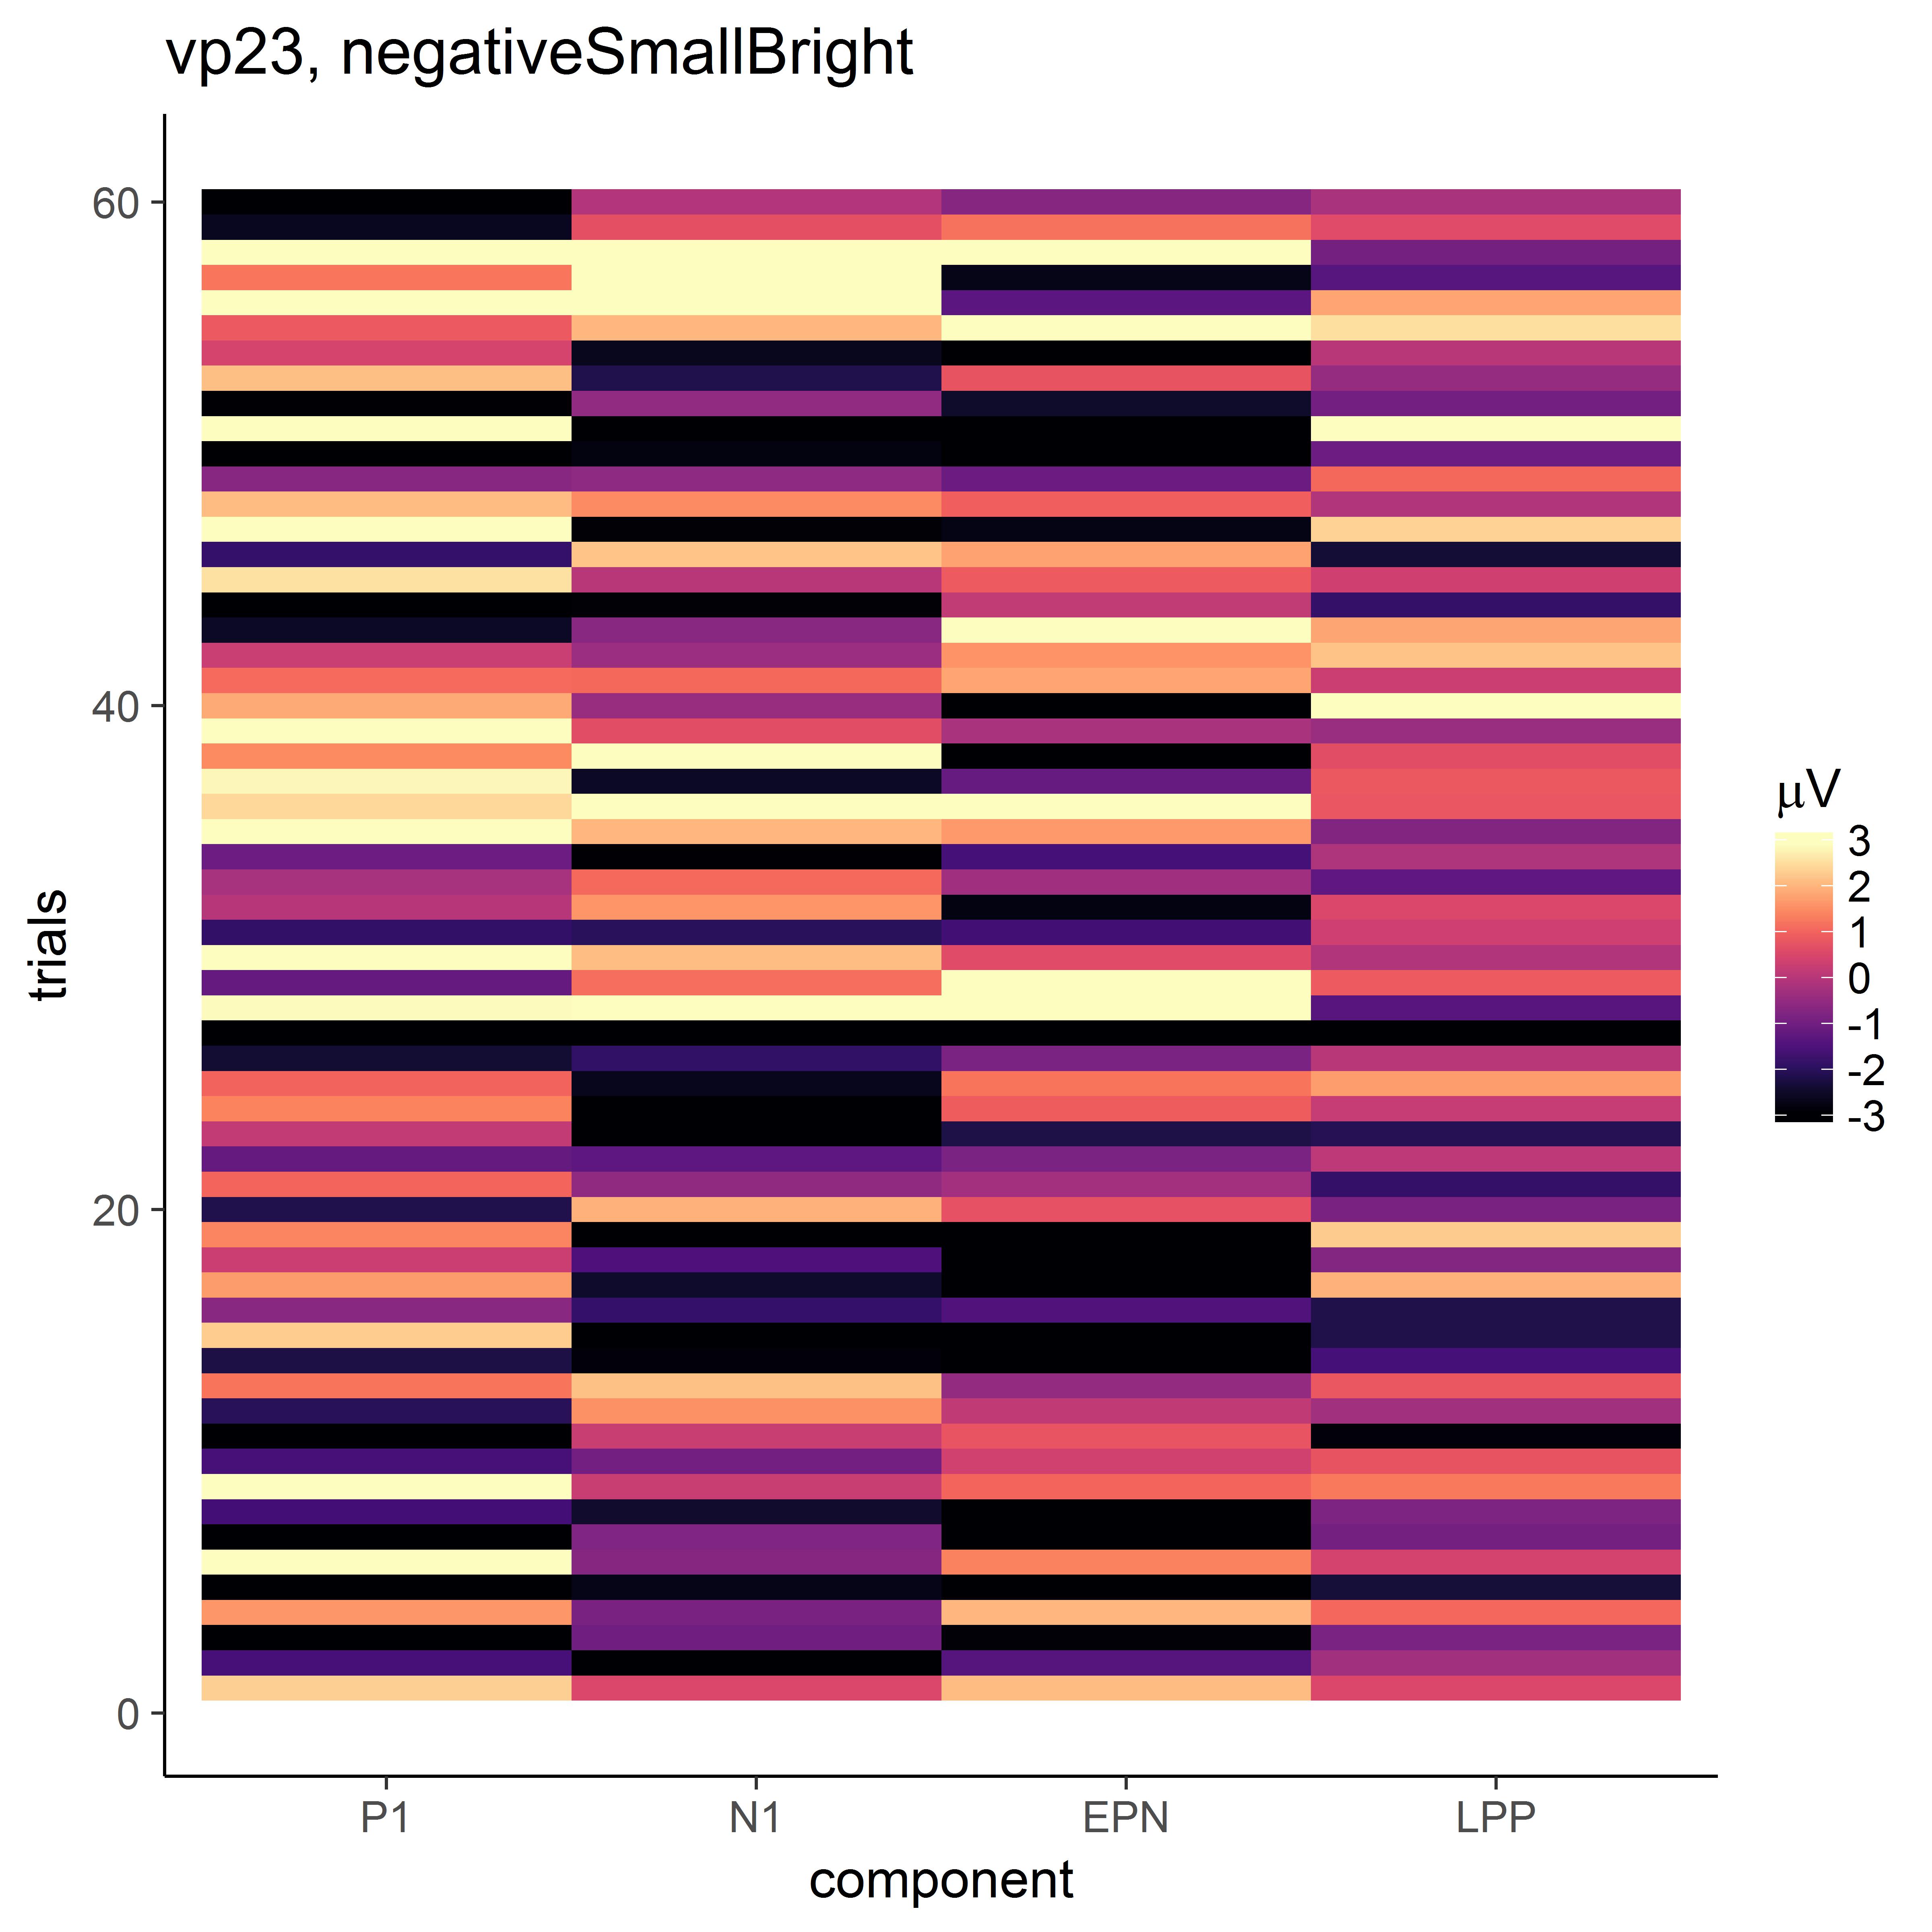 vp23, negativeSmallBright
trials
60
40
20
0
P1 N1 EPN LPP
component
μV
3
2
1
0
-1
-2
-3